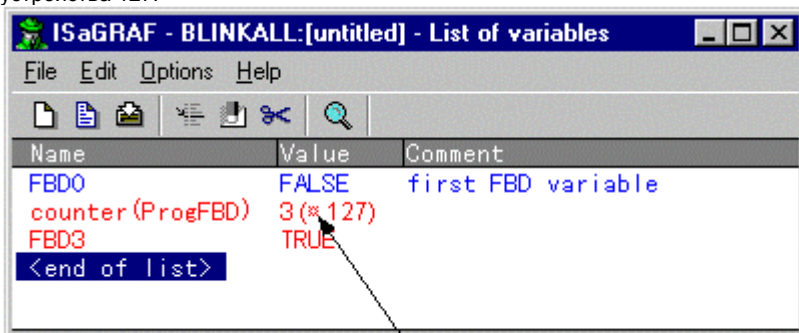 127.
ISaGRAF - BLINKALL:[untitled] - List of variables
File Edit Options Help
Name Value Comment
FBD0 FALSE first FBD variable
counter(ProgFBD) 3(¤ 127)
FBD3 TRUE
<end of list>